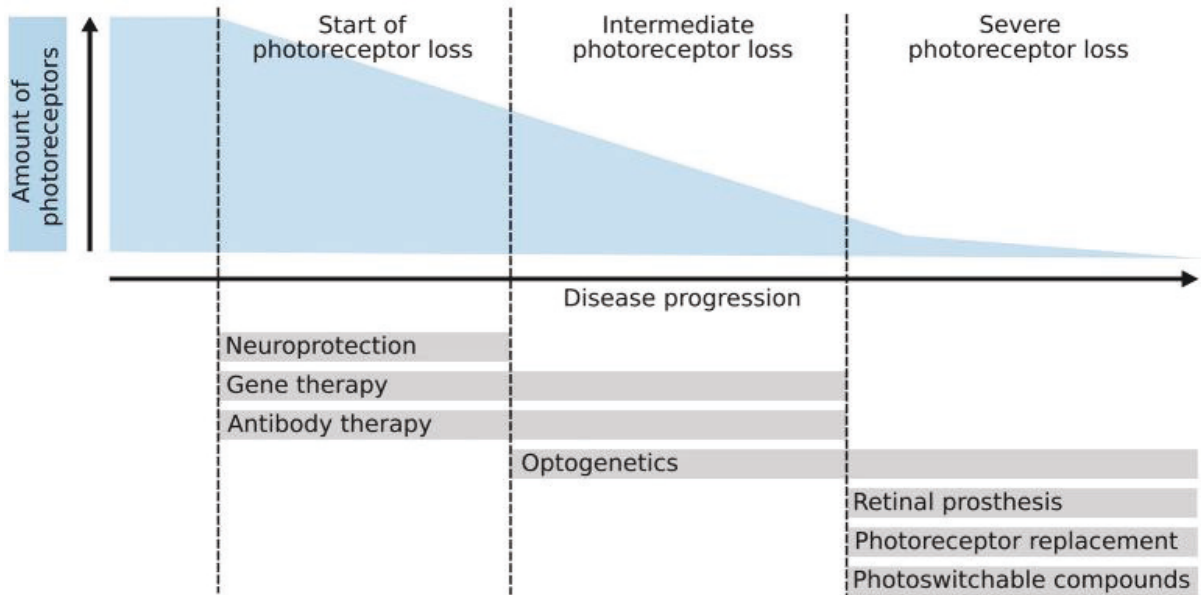 Amount of
photoreceptors
Start of
photoreceptor loss
Intermediate
photoreceptor loss
Severe
photoreceptor loss
Disease progression
Neuroprotection
Gene therapy
Antibody therapy
Optogenetics
Retinal prosthesis
Photoreceptor replacement
Photoswitchable compounds